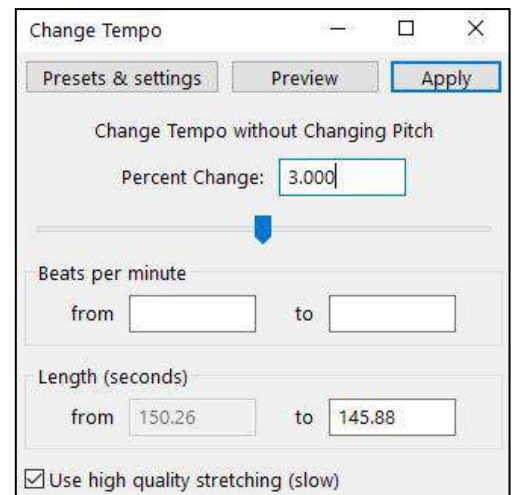 Change Tempo
Presets & settings Preview Apply
Change Tempo without Changing Pitch
Percent Change: 3.000
Beats per minute
from to
Length (seconds)
from 150.26 to 145.88
Use high quality stretching (slow)